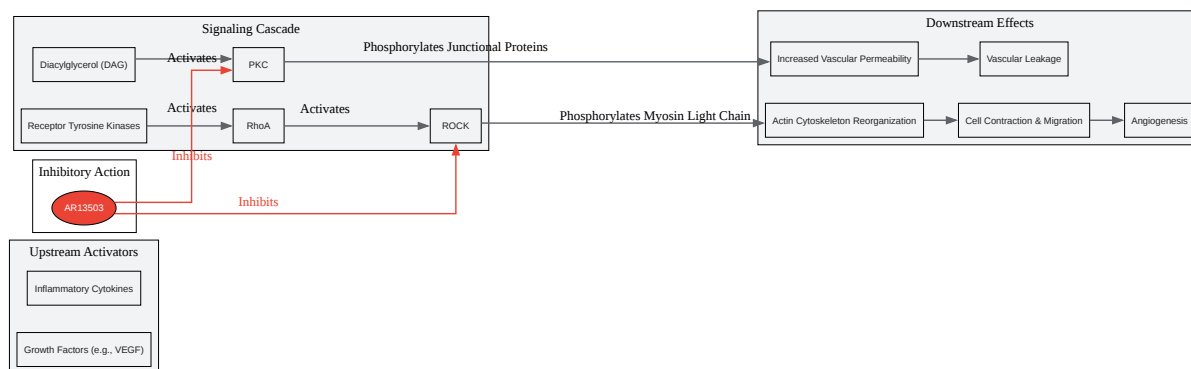 Signaling Cascade
Diacylglycerol (DAG)
Activates
PKC
Phosphorylates Junctional Proteins
Receptor Tyrosine Kinases
Activates
RhoA
Activates
ROCK
Phosphorylates Myosin Light Chain
Downstream Effects
Increased Vascular Permeability
Vascular Leakage
Actin Cytoskeleton Reorganization
Cell Contraction & Migration
Angiogenesis
Inhibits
Inhibitory Action
AR13503
Inhibits
Upstream Activators
Inflammatory Cytokines
Growth Factors (e.g., VEGF)